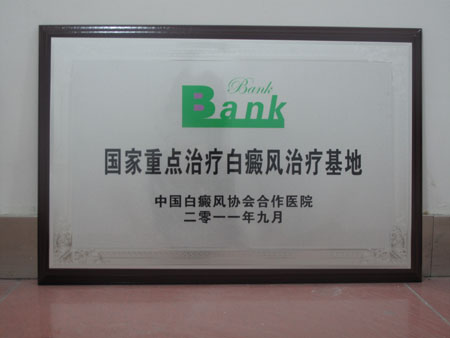 Bank
Bank
国家重点治疗白癜风治疗基地
中国白癜风协会合作医院
二零一一年九月